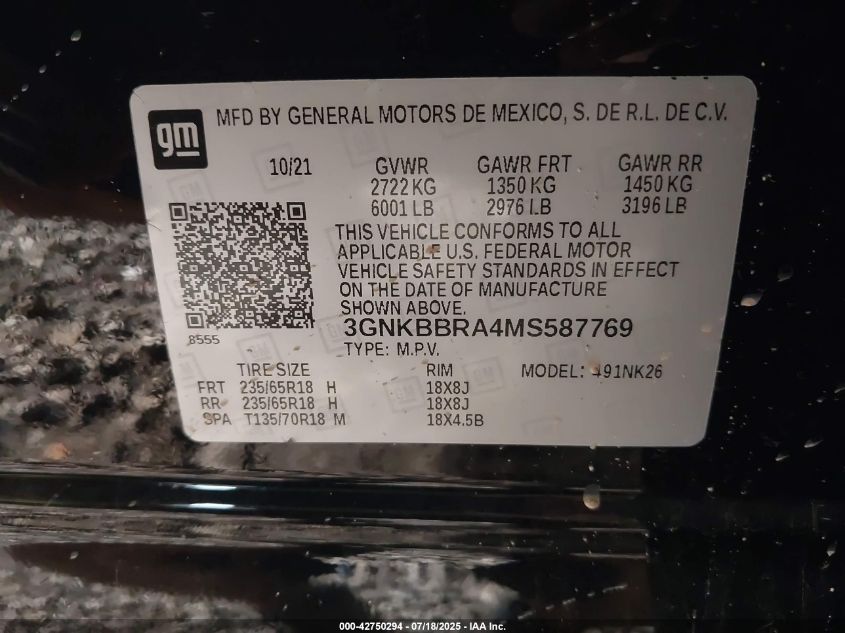 gm
MFD BY GENERAL MOTORS DE MEXICO, S. DE R.L. DE C.V.
10/21 GVWR GAWR FRT GAWR RR
2722 KG 1350 KG 1450 KG
6001 LB 2976 LB 3196 LB
THIS VEHICLE CONFORMS TO ALL
APPLICABLE U.S. FEDERAL MOTOR
VEHICLE SAFETY STANDARDS IN EFFECT
ON THE DATE OF MANUFACTURE
SHOWN ABOVE.
8555
3GNKBBRA4MS587769
TYPE: M.P.V.
TIRE SIZE RIM MODEL:
FRT 235/65R18 H 18X8J
RR 235/65R18 H 18X8J
SPA T135/70R18 M 18X4.5B
000-42750294 - 07/18/2025 - IAA Inc.